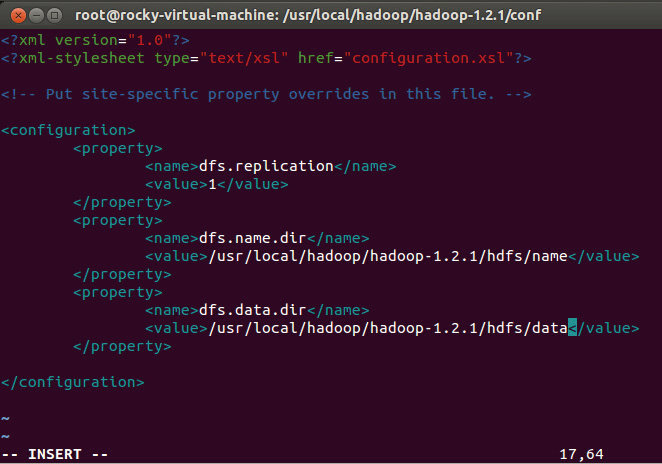 root@rocky-virtual-machine: /usr/local/hadoop/hadoop-1.2.1/conf
<?xml version="1.0"?>
<?xml-stylesheet type="text/xsl" href="configuration.xsl"?>
<!-- Put site-specific property overrides in this file. -->
<configuration>
<property>
<name>dfs.replication</name>
<value>1</value>
</property>
<property>
<name>dfs.name.dir</name>
<value>/usr/local/hadoop/hadoop-1.2.1/hdfs/name</value>
</property>
<property>
<name>dfs.data.dir</name>
<value>/usr/local/hadoop/hadoop-1.2.1/hdfs/data</value>
</property>
</configuration>
~
~
-- INSERT -- 17,64